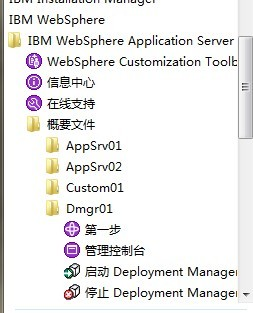 IBM Installation Manager
IBM WebSphere
IBM WebSphere Application Server
WebSphere Customization Toolb
信息中心
在线支持
概要文件
AppSrv01
AppSrv02
Custom01
Dmgr01
第一步
管理控制台
启动 Deployment Manager
停止 Deployment Manager